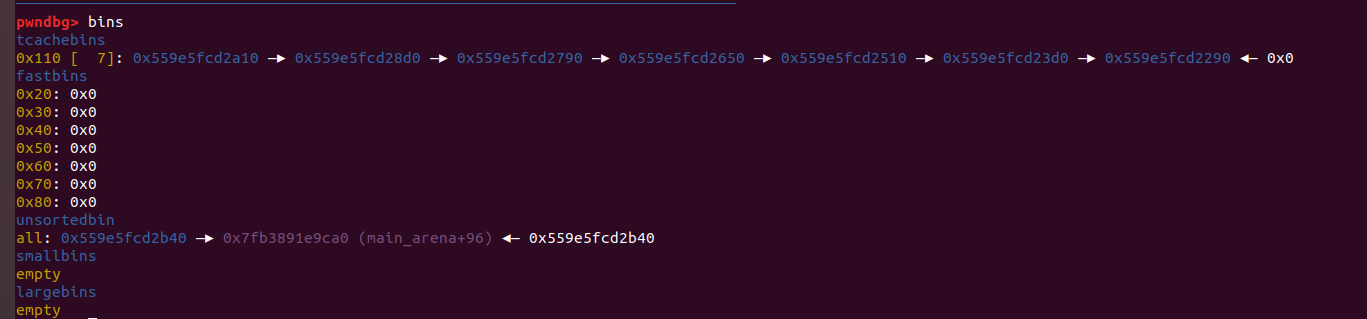 pwndbg> bins
tcachebins
0x110 [  7]: 0x559e5fcd2a10 —▸ 0x559e5fcd28d0 —▸ 0x559e5fcd2790 —▸ 0x559e5fcd2650 —▸ 0x559e5fcd2510 —▸ 0x559e5fcd23d0 —▸ 0x559e5fcd2290 ◂— 0x0
fastbins
0x20: 0x0
0x30: 0x0
0x40: 0x0
0x50: 0x0
0x60: 0x0
0x70: 0x0
0x80: 0x0
unsortedbin
all: 0x559e5fcd2b40 —▸ 0x7fb3891e9ca0 (main_arena+96) ◂— 0x559e5fcd2b40
smallbins
empty
largebins
empty